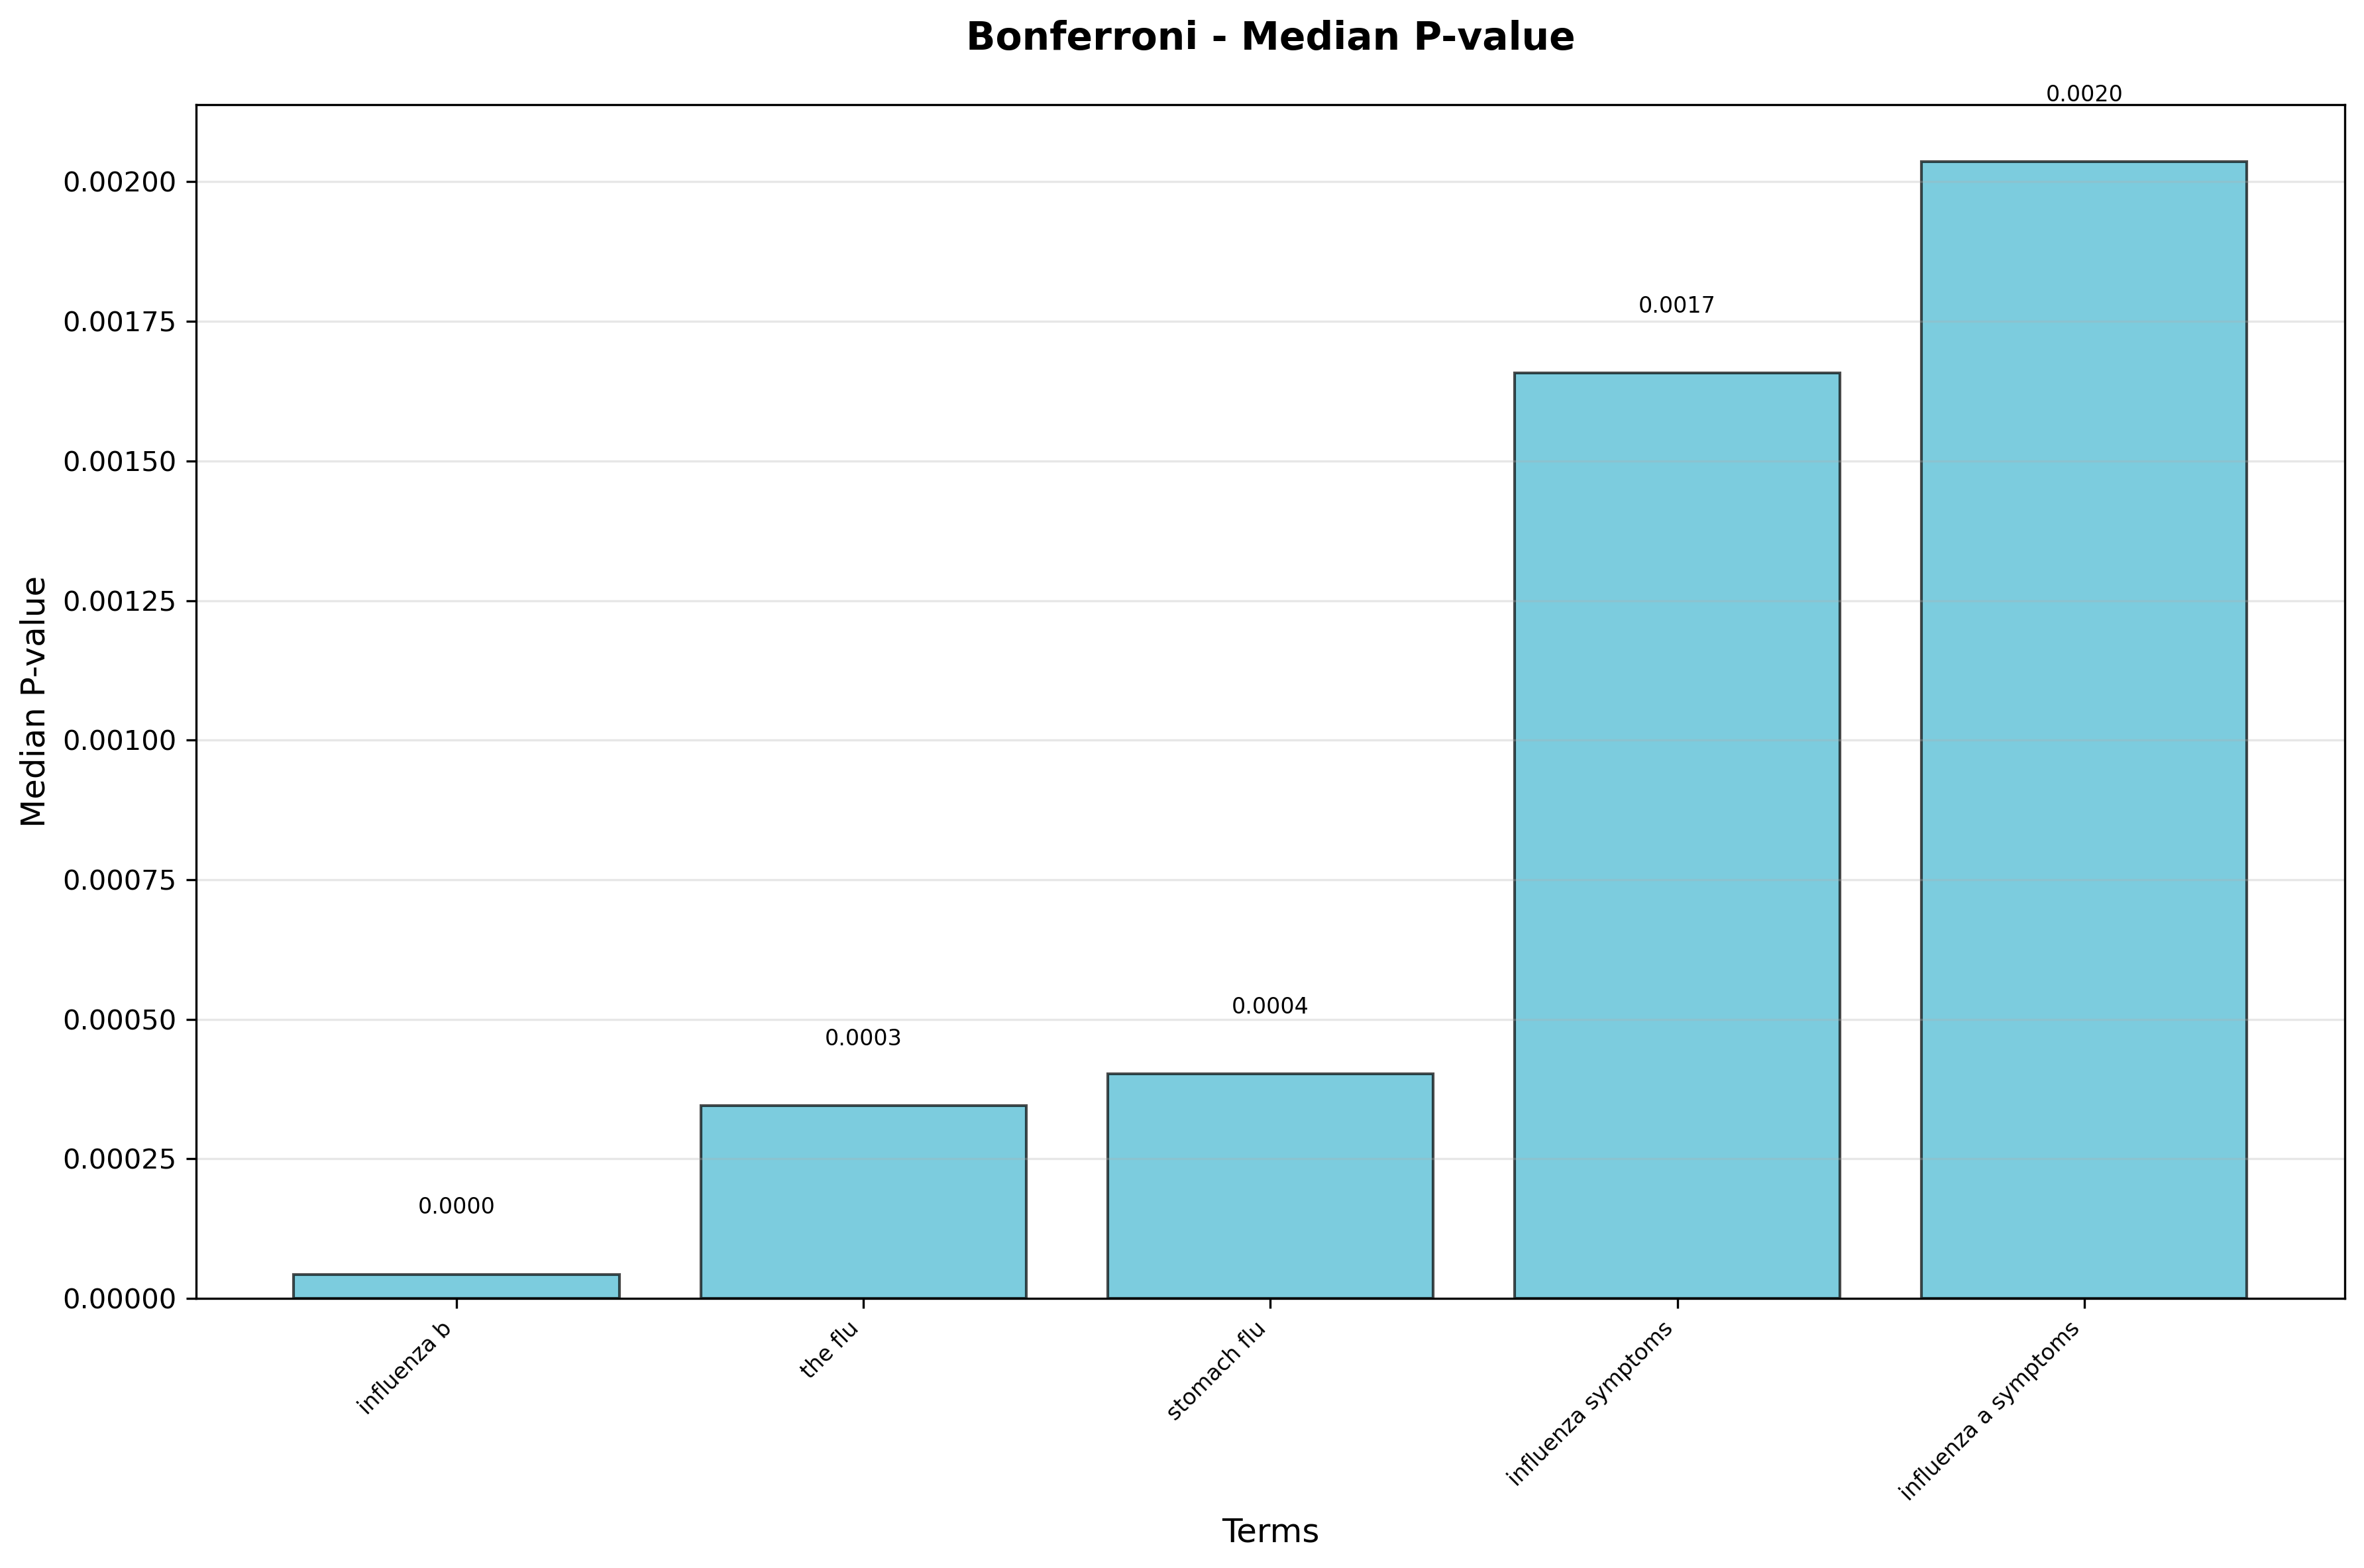 Bonferroni - Median P-value
0.0020
0.00200
0.0017
0.00175
0.00150
0.00125
Median P-value
0.00100
0.00075
0.0004
0.00050
0.0003
0.00025
0.0000
0.00000
influenza b
the flu
stomach flu
influenza symptoms
influenza a symptoms
Terms